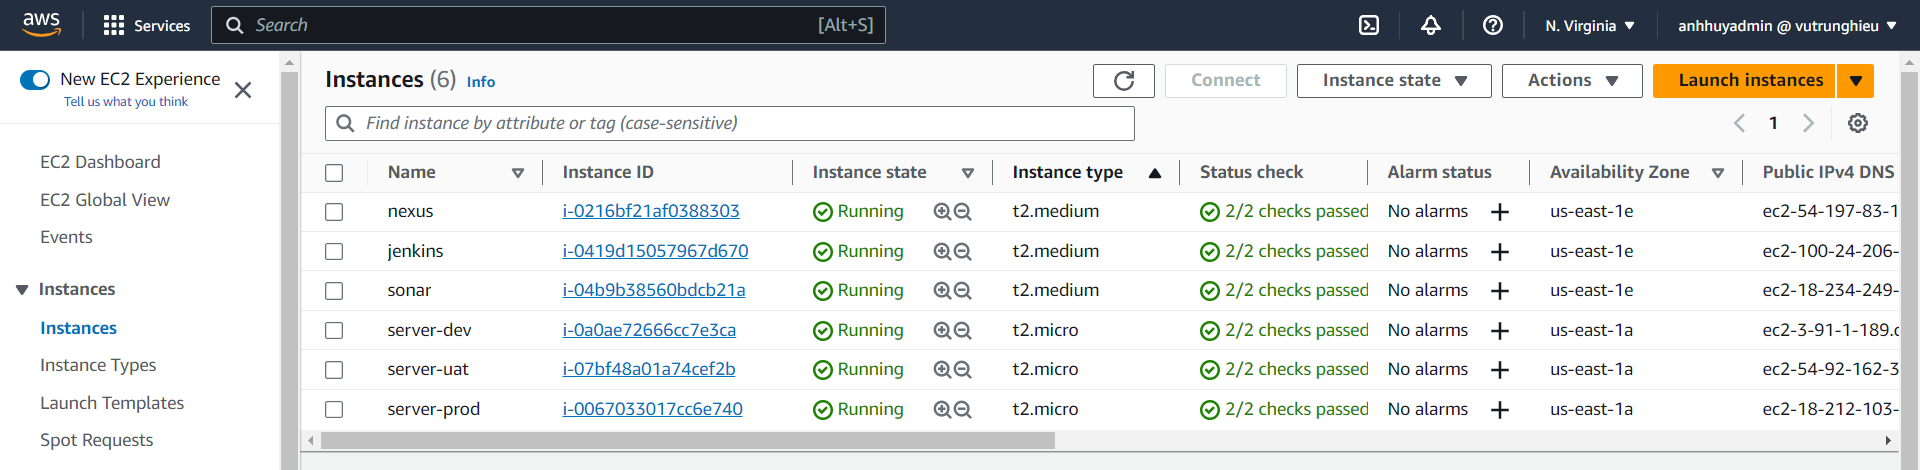 aws Services Search [Alt+S] N. Virginia anhhuyadmin @ vutrunghieu
New EC2 Experience
Tell us what you think
EC2 Dashboard
EC2 Global View
Events
Instances
Instances
Instance Types
Launch Templates
Spot Requests
Instances (6) Info Connect Instance state Actions Launch instances
Find instance by attribute or tag (case-sensitive) 1
Name Instance ID Instance state Instance type Status check Alarm status Availability Zone Public IPv4 DNS
nexus i-0216bf21af0388303 Running t2.medium 2/2 checks passed No alarms us-east-1e ec2-54-197-83-1
jenkins i-0419d15057967d670 Running t2.medium 2/2 checks passed No alarms us-east-1e ec2-100-24-206-
sonar i-04b9b38560bdcb21a Running t2.medium 2/2 checks passed No alarms us-east-1e ec2-18-234-249-
server-dev i-0a0ae72666cc7e3ca Running t2.micro 2/2 checks passed No alarms us-east-1a ec2-3-91-1-189.c
server-uat i-07bf48a01a74cef2b Running t2.micro 2/2 checks passed No alarms us-east-1a ec2-54-92-162-3
server-prod i-0067033017cc6e740 Running t2.micro 2/2 checks passed No alarms us-east-1a ec2-18-212-103-